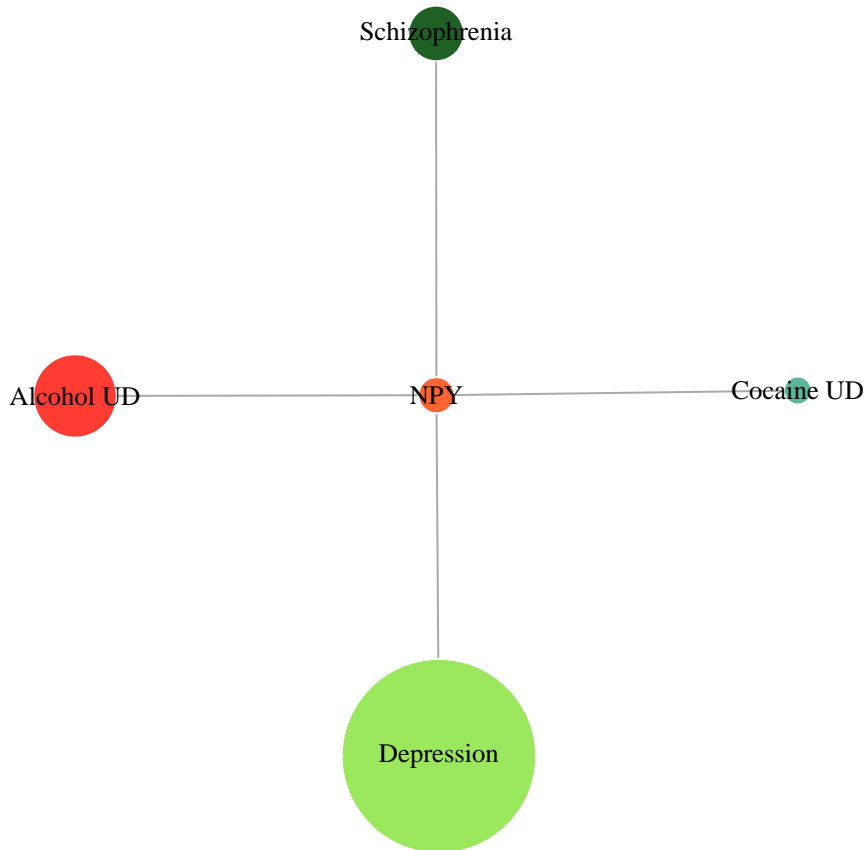 Schizophrenia
Alcohol UD
NPY
Cocaine UD
Depression